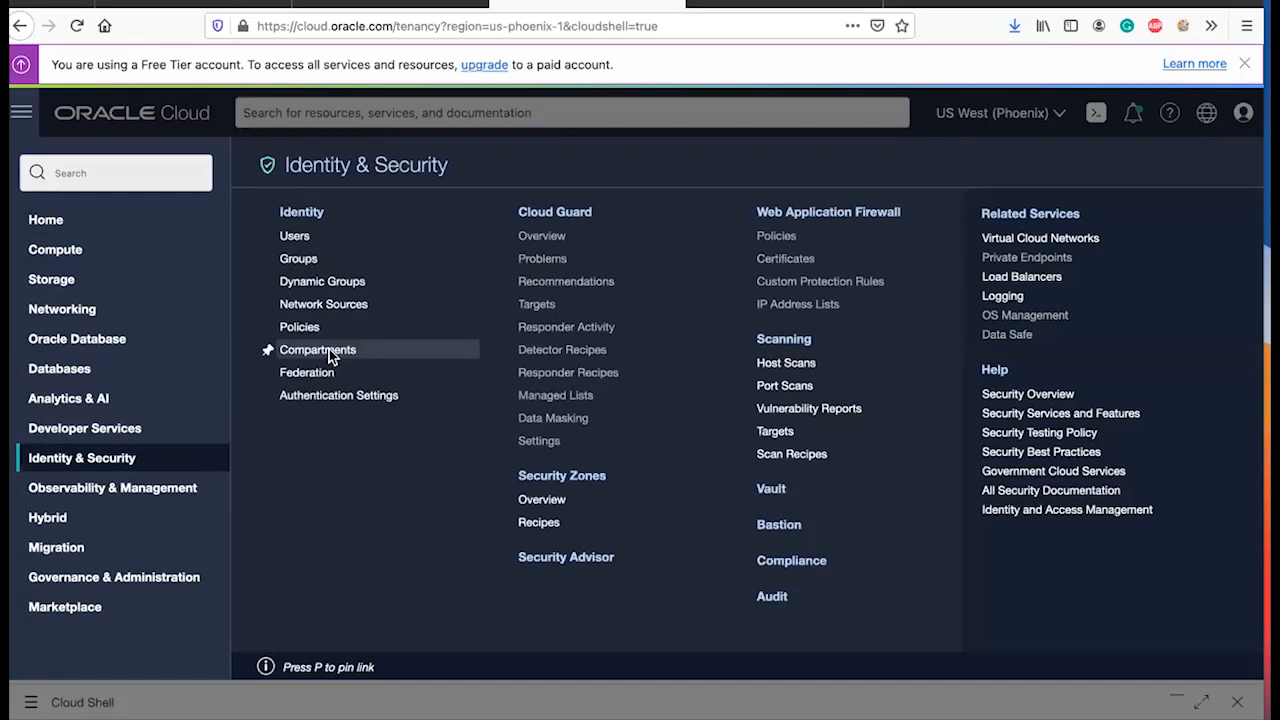 https://cloud.oracle.com/tenancy?region=us-phoenix-1&cloudshell=true
You are using a Free Tier account. To access all services and resources, upgrade to a paid account.
Learn more
ORACLE Cloud
Search for resources, services, and documentation
US West (Phoenix)
Search
Home
Compute
Storage
Networking
Oracle Database
Databases
Analytics & AI
Developer Services
Identity & Security
Observability & Management
Hybrid
Migration
Governance & Administration
Marketplace
Identity & Security
Identity
Users
Groups
Dynamic Groups
Network Sources
Policies
Compartments
Federation
Authentication Settings
Cloud Guard
Overview
Problems
Recommendations
Targets
Responder Activity
Detector Recipes
Responder Recipes
Managed Lists
Data Masking
Settings
Security Zones
Overview
Recipes
Security Advisor
Web Application Firewall
Policies
Certificates
Custom Protection Rules
IP Address Lists
Scanning
Host Scans
Port Scans
Vulnerability Reports
Targets
Scan Recipes
Vault
Bastion
Compliance
Audit
Related Services
Virtual Cloud Networks
Private Endpoints
Load Balancers
Logging
OS Management
Data Safe
Help
Security Overview
Security Services and Features
Security Testing Policy
Security Best Practices
Government Cloud Services
All Security Documentation
Identity and Access Management
Press P to pin link
Cloud Shell